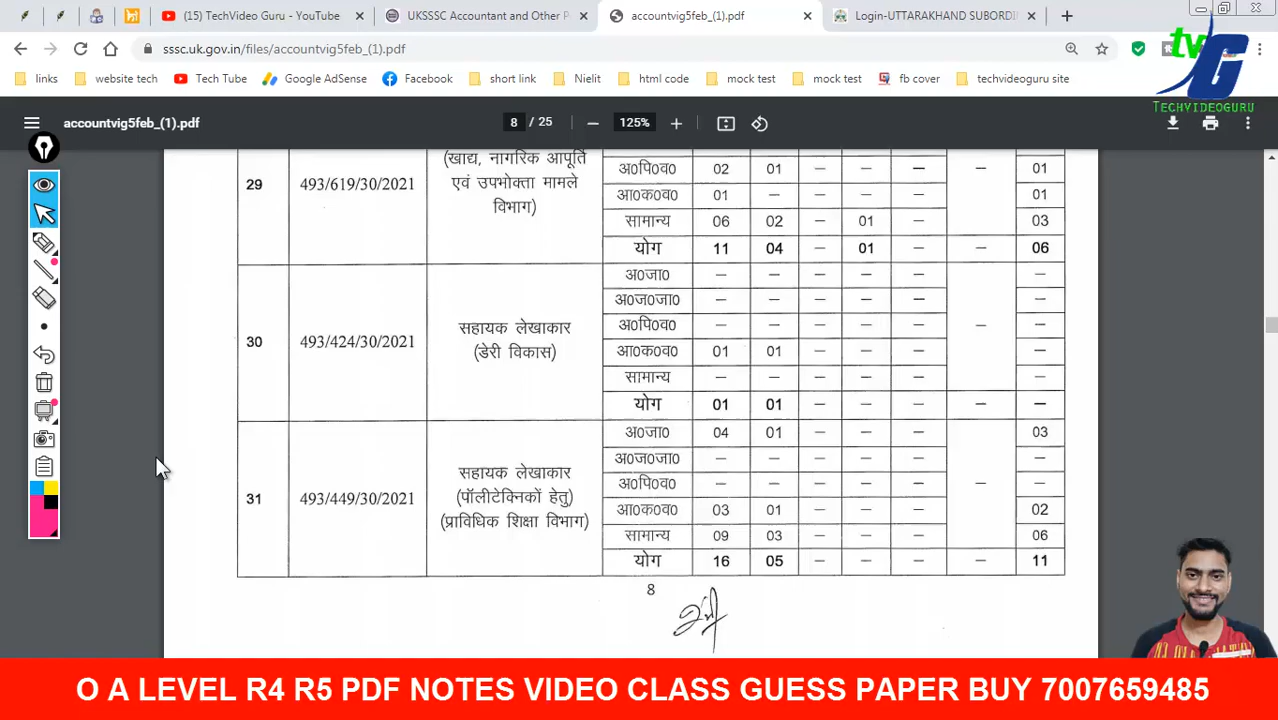 (15) TechVideo Guru - YouTube
UKSSSC Accountant and Other P
accountvig5feb_(1).pdf
Login-UTTARAKHAND SUBORDI
sssc.uk.gov.in/files/accountvig5feb_(1).pdf
links
website tech
Tech Tube
Google AdSense
Facebook
short link
Nielit
html code
mock test
mock test
fb cover
techvideoguru site
tv G
TECHVIDEOGURU
accountvig5feb_(1).pdf
8 / 25
125%
29 493/619/30/2021
(खाद्य, नागरिक आपूर्ति
एवं उपभोक्ता मामले
विभाग)
अ0पि0व0 02 01 – – – – 01
आ0क0व0 01 – – – – 01
सामान्य 06 02 – 01 – 03
योग 11 04 – 01 – – 06
30 493/424/30/2021
सहायक लेखाकार
(डेरी विकास)
अ0जा0 – – – – – –
अ0ज0जा0 – – – – – –
अ0पि0व0 – – – – – – –
आ0क0व0 01 01 – – – –
सामान्य – – – – – –
योग 01 01 – – – – –
31 493/449/30/2021
सहायक लेखाकार
(पॉलीटेक्निकों हेतु)
(प्राविधिक शिक्षा विभाग)
अ0जा0 04 01 – – – 03
अ0ज0जा0 – – – – – –
अ0पि0व0 – – – – – – –
आ0क0व0 03 01 – – – 02
सामान्य 09 03 – – – 06
योग 16 05 – – – – 11
8
O A LEVEL R4 R5 PDF NOTES VIDEO CLASS GUESS PAPER BUY 7007659485